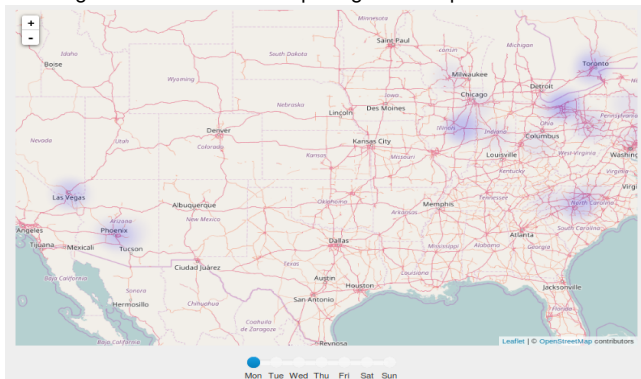 +
-
Minnesota
Saint Paul
Idaho
Boise
South Dakota
Michigan
Toronto
Milwaukee
Wyoming
Detroit
Chicago
Iowa
Nebraska
Lincoln
Des Moines
Pennsylvania
Nevada
Utah
Denver
Colorado
Illinois
Indiana
Ohio
Columbus
Kansas City
Kansas
Missouri
Louisville
West Virginia
Washing
Kentucky
Virginia
Virgi
Las Vegas
Albuquerque
New Mexico
Oklahoma
Arkansas
Memphis
Tennessee
North Carolina
Arizona
Phoenix
Angeles
Tijuana
Mexicali
Tucson
Dallas
Mississippi
Alabama
Atlanta
Georgia
South Carolina
Ciudad Juárez
Texas
Louisiana
Baja California
Sonora
Hermosillo
Chihuahua
Austin
Houston
San Antonio
Jacksonville
Florida
Coahuila
de Zaragoza
Baja California
Reynosa
Leaflet | © OpenStreetMap contributors
Mon Tue Wed Thu Fri Sat Sun